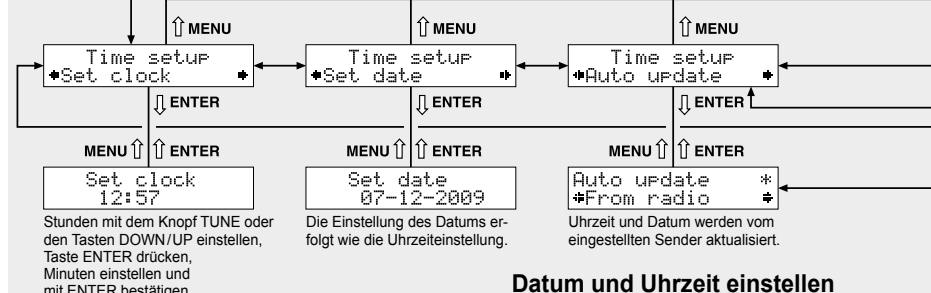 MENU
MENU
MENU
Time setup
Set clock
Time setup
Set date
Time setup
Auto update
ENTER
ENTER
ENTER
MENU ENTER
MENU ENTER
MENU ENTER
Set clock
12:57
Set date
07-12-2009
Auto update *
From radio
Stunden mit dem Knopf TUNE oder
den Tasten DOWN/UP einstellen,
Taste ENTER drücken,
Minuten einstellen und
mit ENTER bestätigen
Die Einstellung des Datums er-
folgt wie die Uhrzeiteinstellung.
Uhrzeit und Datum werden vom
eingestellten Sender aktualisiert.
Datum und Uhrzeit einstellen